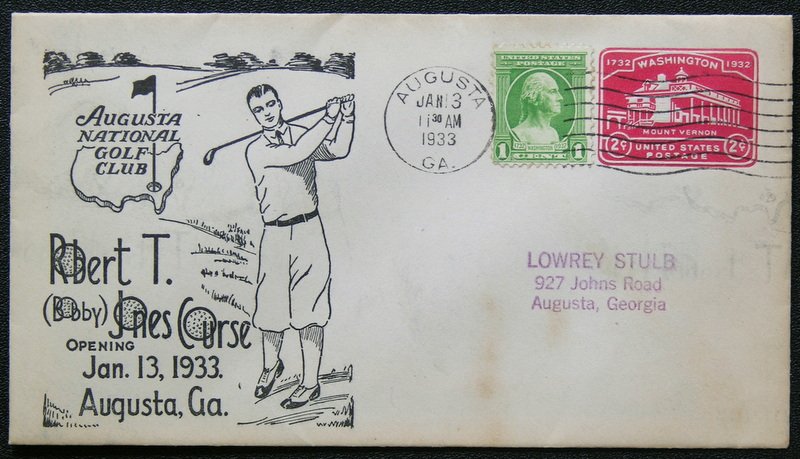 AUGUSTA
NATIONAL
GOLF
CLUB
Robert T.
(Bobby) Jones Course
OPENING
Jan. 13, 1933.
Augusta, Ga.
AUGUSTA
JAN 13
11 30 AM
1933
GA.
UNITED STATES
POSTAGE
WASHINGTON
1 1
1732 WASHINGTON 1932
MOUNT VERNON
2¢ UNITED STATES 2¢
POSTAGE
LOWREY STULB
927 Johns Road
Augusta, Georgia